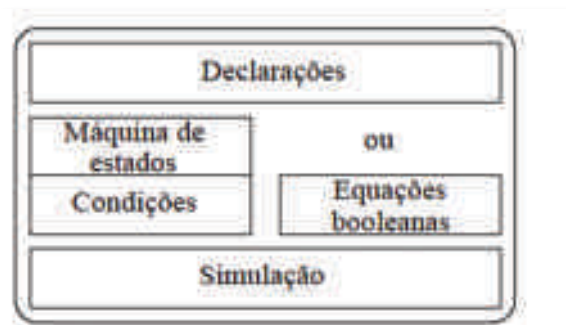 Declarações
Máquina de
estados
ou
Condições
Equações
booleanas
Simulação